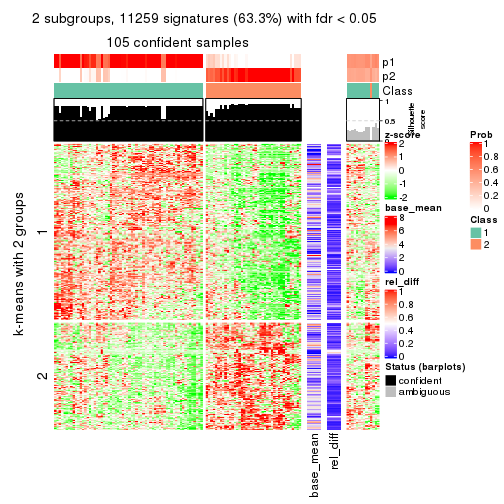 2 subgroups, 11259 signatures (63.3%) with fdr < 0.05
105 confident samples
p1
p2
Class
1
0.5
0
Silhouette
score
k-means with 2 groups
1
2
base_mean
rel_diff
z-score
2
1
0
-1
-2
base_mean
8
6
4
2
0
rel_diff
1
0.8
0.6
0.4
0.2
0
Status (barplots)
confident
ambiguous
Prob
1
0.8
0.6
0.4
0.2
0
Class
1
2